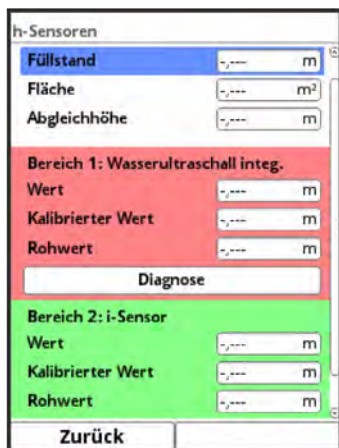 h-Sensoren
Füllstand -,--- m
Fläche -,--- m²
Abgleichhöhe -,--- m
Bereich 1: Wasserultraschall integ.
Wert -,--- m
Kalibrierter Wert -,--- m
Rohwert -,--- m
Diagnose
Bereich 2: i-Sensor
Wert -,--- m
Kalibrierter Wert -,--- m
Rohwert -,--- m
Zurück